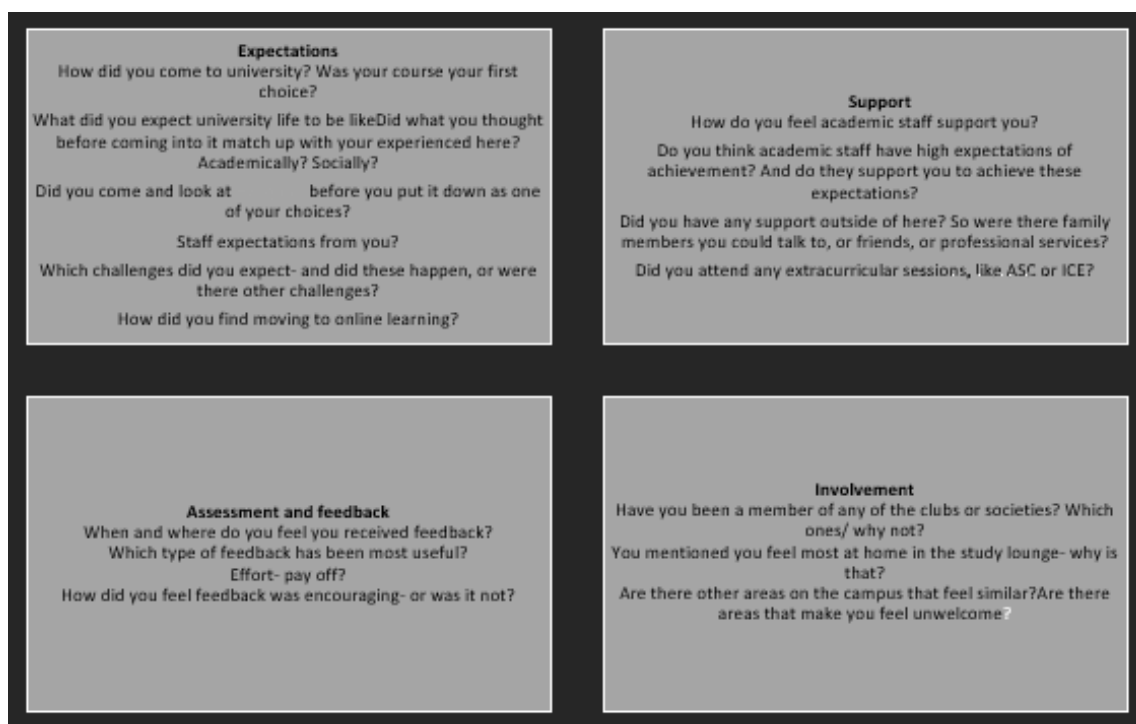 Expectations
How did you come to university? Was your course your first
choice?
What did you expect university life to be likeDid what you thought
before coming into it match up with your experienced here?
Academically? Socially?
Did you come and look at before you put it down as one
of your choices?
Staff expectations from you?
Which challenges did you expect- and did these happen, or were
there other challenges?
How did you find moving to online learning?
Support
How do you feel academic staff support you?
Do you think academic staff have high expectations of
achievement? And do they support you to achieve these
expectations?
Did you have any support outside of here? So were there family
members you could talk to, or friends, or professional services?
Did you attend any extracurricular sessions, like ASC or ICE?
Assessment and feedback
When and where do you feel you received feedback?
Which type of feedback has been most useful?
Effort- pay off?
How did you feel feedback was encouraging- or was it not?
Involvement
Have you been a member of any of the clubs or societies? Which
ones/ why not?
You mentioned you feel most at home in the study lounge- why is
that?
Are there other areas on the campus that feel similar?Are there
areas that make you feel unwelcome?